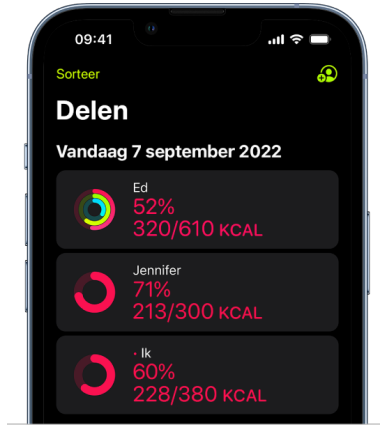 09:41
Sorteer
Delen
Vandaag 7 september 2022
Ed
52%
320/610 KCAL
Jennifer
71%
213/300 KCAL
• Ik
60%
228/380 KCAL